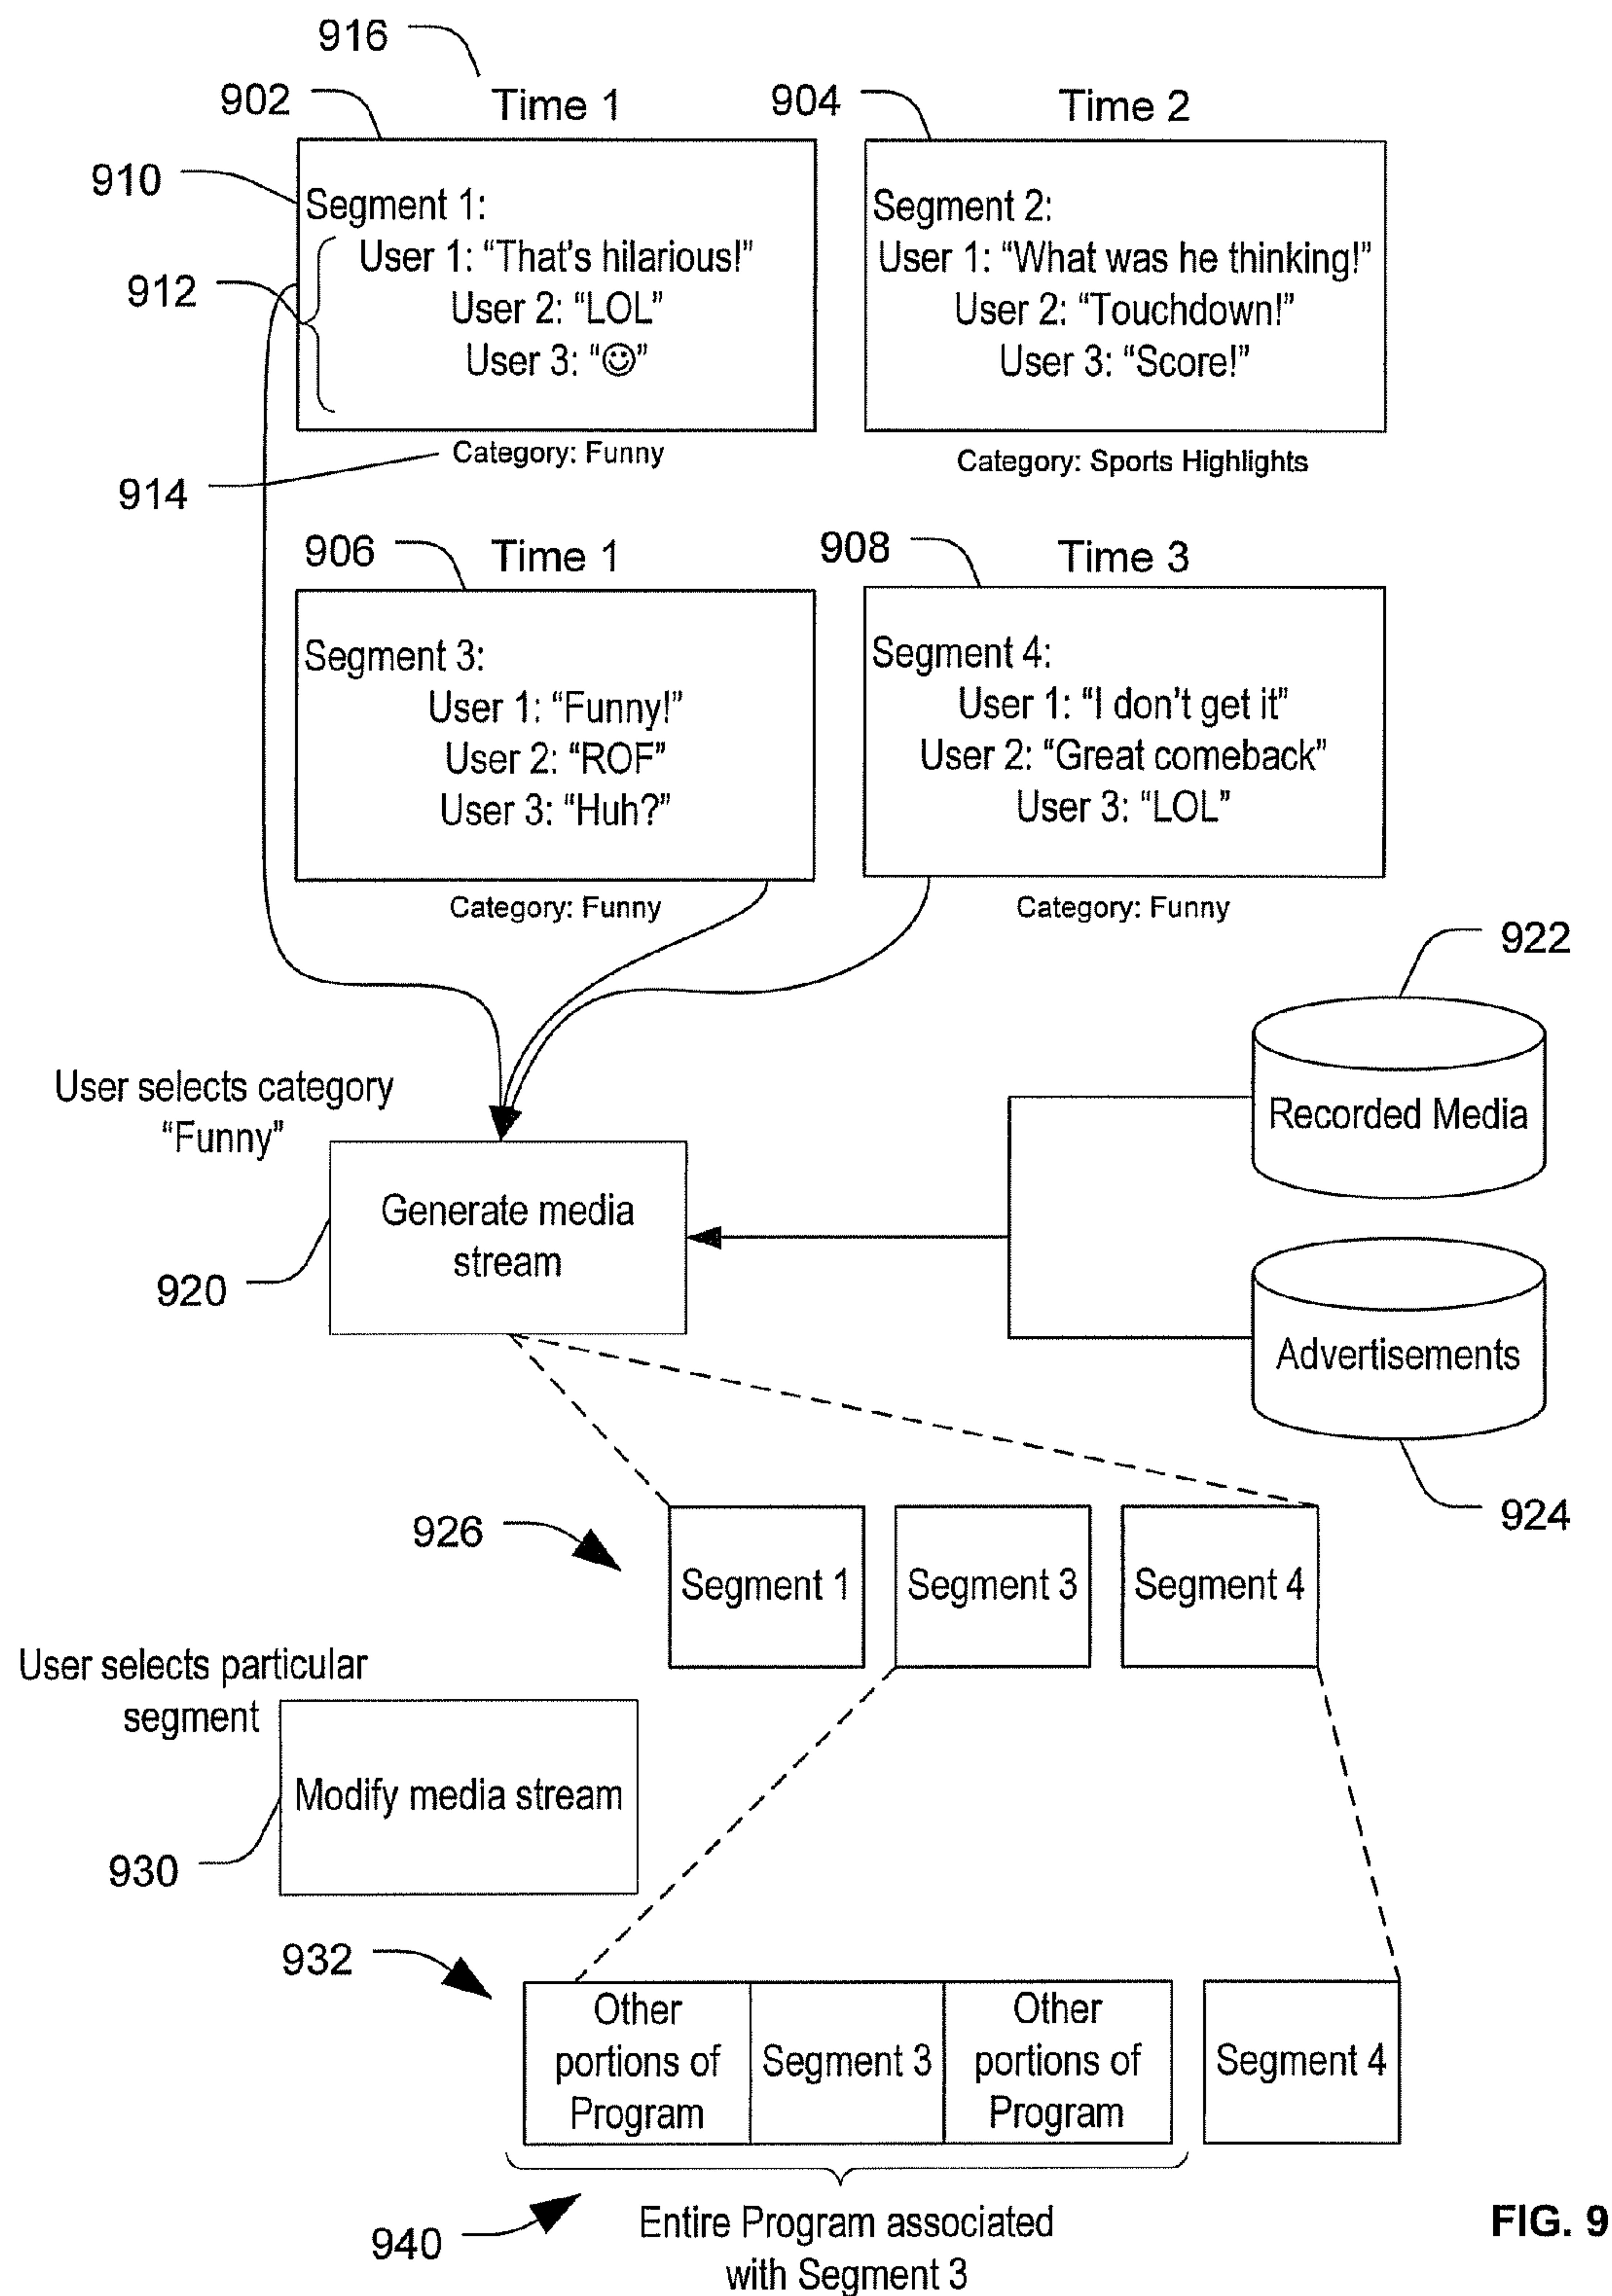 916
902
Time 1
904
Time 2
910
Segment 1:
User 1: “That’s hilarious!”
912
User 2: “LOL”
User 3: “☺”
Segment 2:
User 1: “What was he thinking!”
User 2: “Touchdown!”
User 3: “Score!”
Category: Funny
914
Category: Sports Highlights
906
Time 1
908
Time 3
Segment 3:
User 1: “Funny!”
User 2: “ROF”
User 3: “Huh?”
Segment 4:
User 1: “I don’t get it”
User 2: “Great comeback”
User 3: “LOL”
Category: Funny
Category: Funny
922
Recorded Media
User selects category
“Funny”
Generate media
stream
920
Advertisements
924
926
Segment 1
Segment 3
Segment 4
User selects particular
segment
Modify media stream
930
932
Other
portions of
Program
Segment 3
Other
portions of
Program
Segment 4
940
Entire Program associated
with Segment 3
FIG. 9